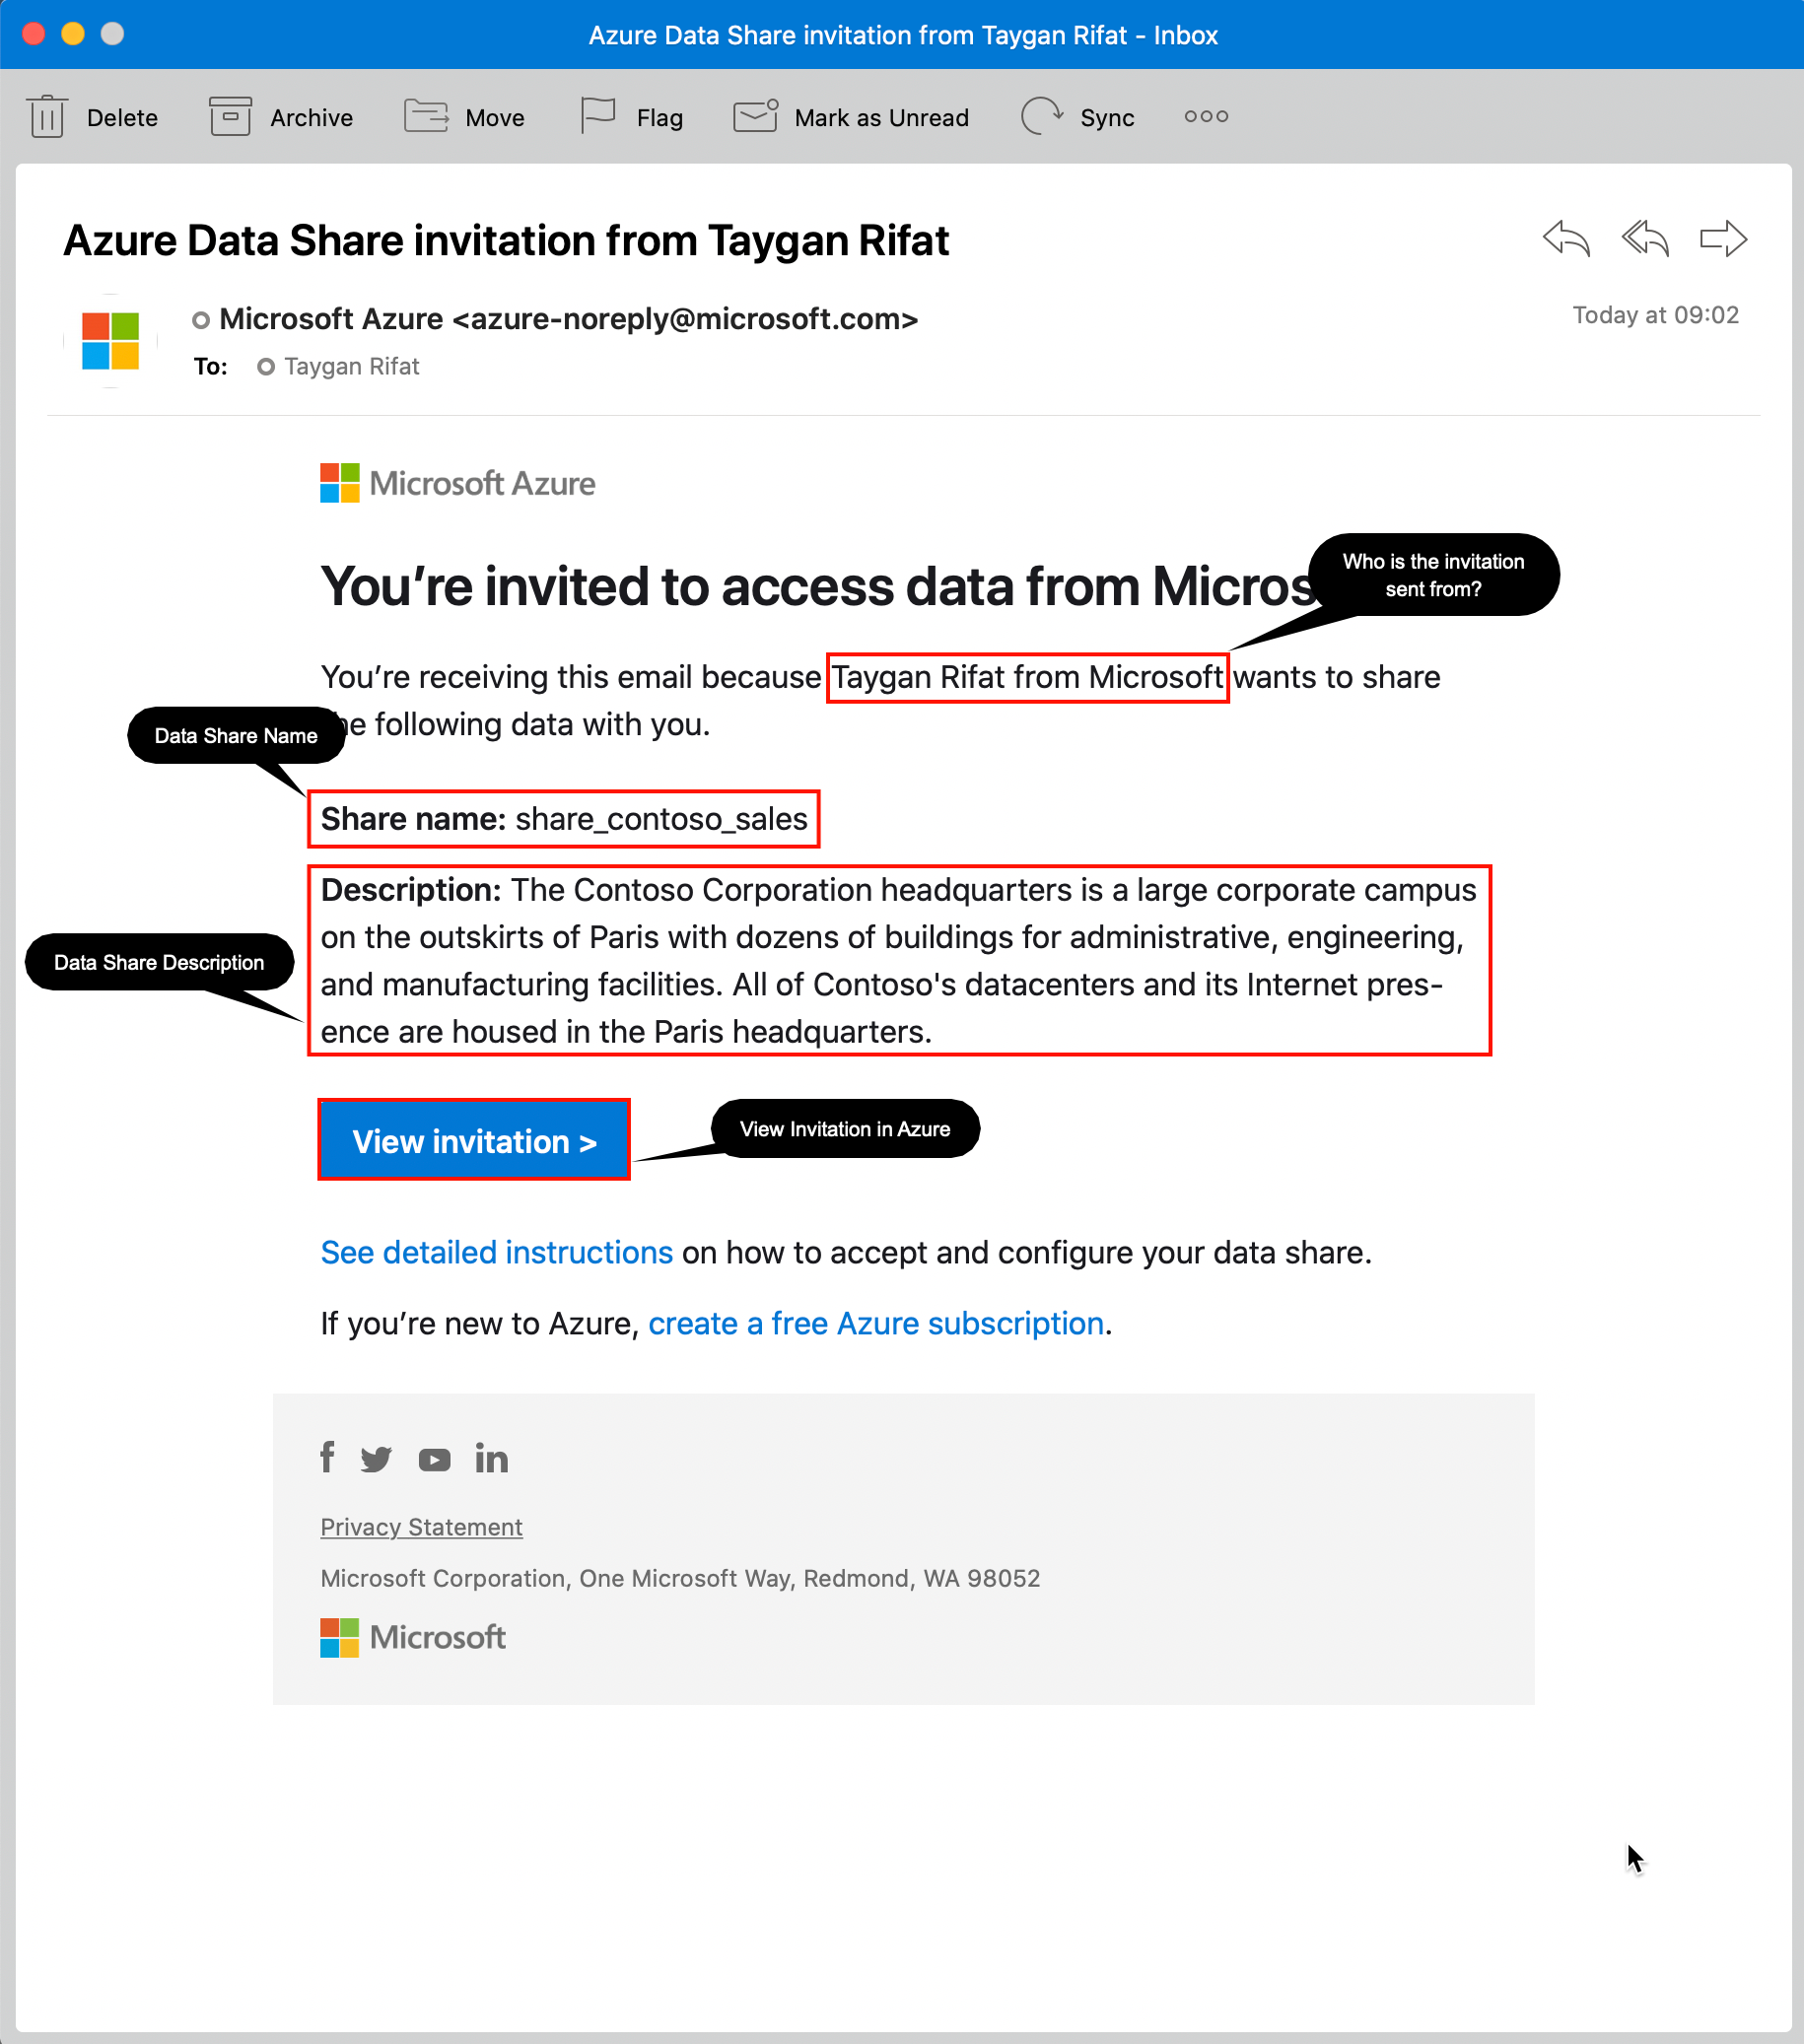 Azure Data Share invitation from Taygan Rifat - Inbox
Delete Archive Move Flag Mark as Unread Sync
Azure Data Share invitation from Taygan Rifat
Microsoft Azure <azure-noreply@microsoft.com>
Today at 09:02
To: Taygan Rifat
Microsoft Azure
Who is the invitation
sent from?
You're invited to access data from
You're receiving this email because Taygan Rifat from Microsoft wants to share
following data with you.
Data Share Name
Share name: share_contoso_sales
Description: The Contoso Corporation headquarters is a large corporate campus
on the outskirts of Paris with dozens of buildings for administrative, engineering,
and manufacturing facilities. All of Contoso's datacenters and its Internet pres-
ence are housed in the Paris headquarters.
Data Share Description
View invitation >
View Invitation in Azure
See detailed instructions on how to accept and configure your data share.
If you're new to Azure, create a free Azure subscription.
f in
Privacy Statement
Microsoft Corporation, One Microsoft Way, Redmond, WA 98052
Microsoft